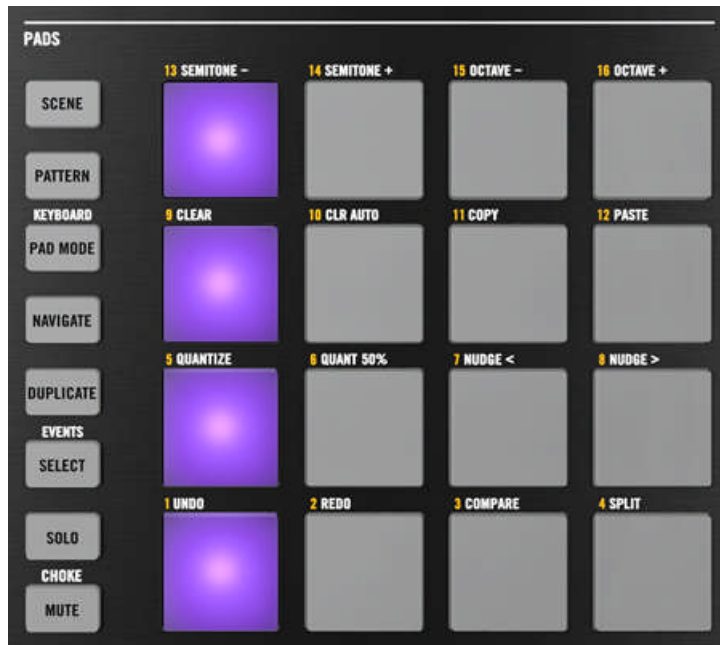 PADS
13 SEMITONE - 14 SEMITONE + 15 OCTAVE - 16 OCTAVE +
SCENE
PATTERN
KEYBOARD 9 CLEAR 10 CLR AUTO 11 COPY 12 PASTE
PAD MODE
NAVIGATE
5 QUANTIZE 6 QUANT 50% 7 NUDGE < 8 NUDGE >
DUPLICATE
EVENTS
SELECT
1 UNDO 2 REDO 3 COMPARE 4 SPLIT
SOLO
CHOKE
MUTE